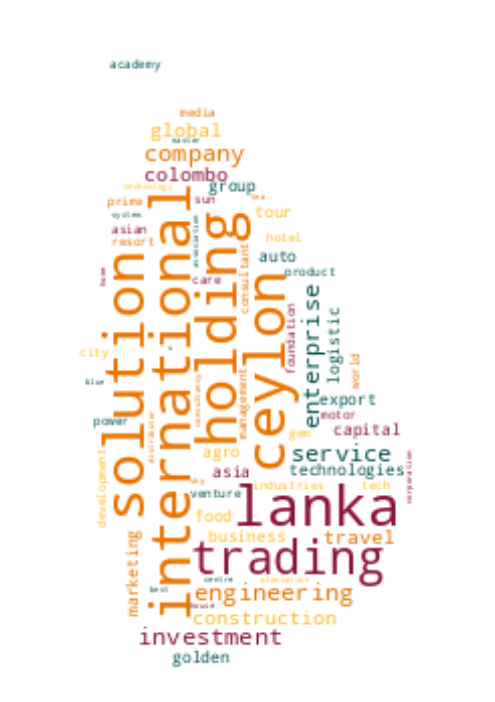 academy
media
global
master
company
colombo
technology
group
prime
sun
tea
system
tour
asian
association
resort
hotel
international
holding
consultant
auto
solution
ceylon
product
home
care
enterprise
foundation
logistic
city
world
blue
consultancy
management
export
power
distributor
motor
gem
capital
agro
service
development
asia
technologies
corporation
sky
venture
industries
tech
lanka
food
business
travel
marketing
trading
centre
plantation
best
engineering
house
construction
investment
golden